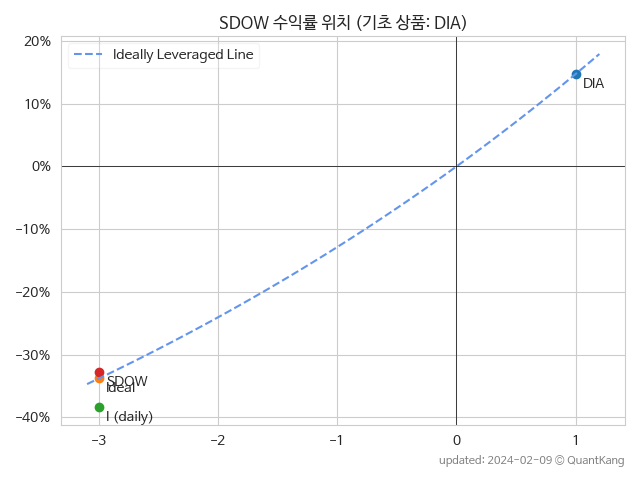 SDOW 수익률 위치 (기초 상품: DIA)
Ideally Leveraged Line
20%
10%
0%
−10%
−20%
−30%
−40%
DIA
SDOW
Ideal
I (daily)
−3
−2
−1
0
1
updated: 2024-02-09 © QuantKang